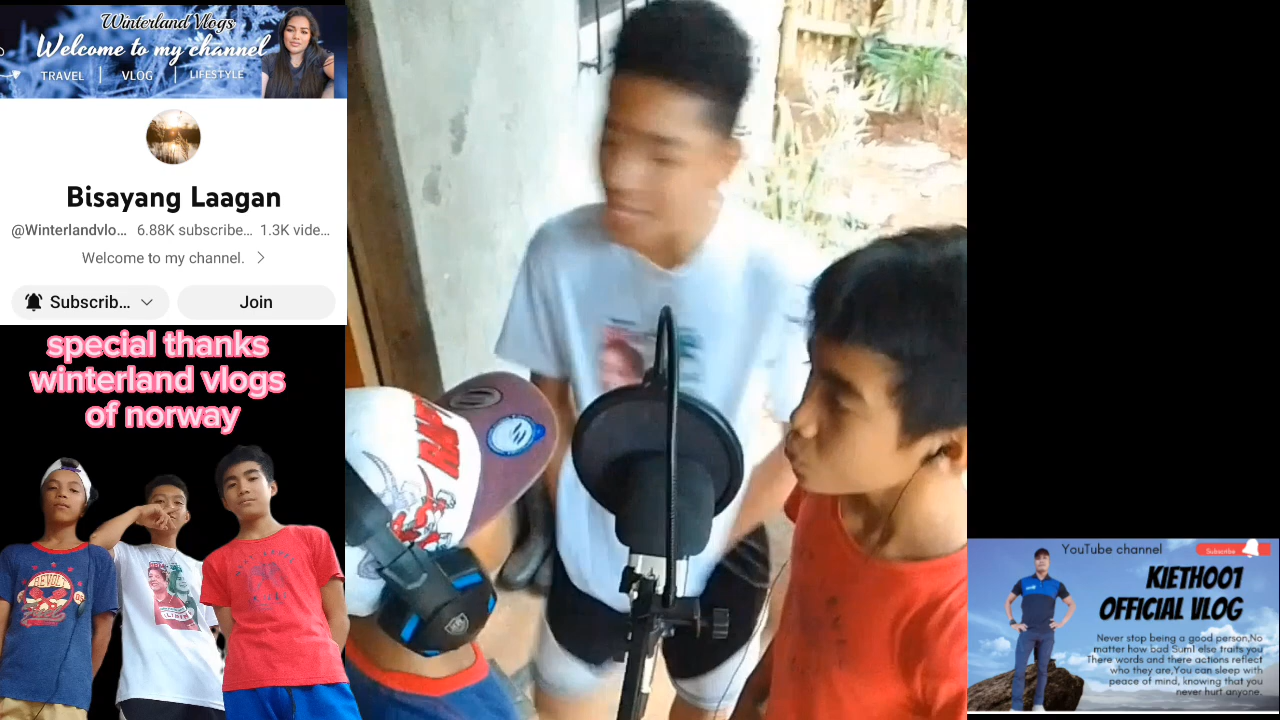 Winterland Vlogs
Welcome to my channel
TRAVEL | VLOG | LIFESTYLE
Bisayang Laagan
@Winterlandvlo... 6.88K subscribe... 1.3K vide...
Welcome to my channel.
Subscrib...
Join
special thanks
winterland vlogs
of norway
REVOLT
YouTube channel
Subscribe
KIETH001
OFFICIAL VLOG
Never stop being a good person,No
matter how bad SumI else traits you
There words and there actions reflect
who they are,You can sleep with
peace of mind, knowing that you
never hurt anyone.